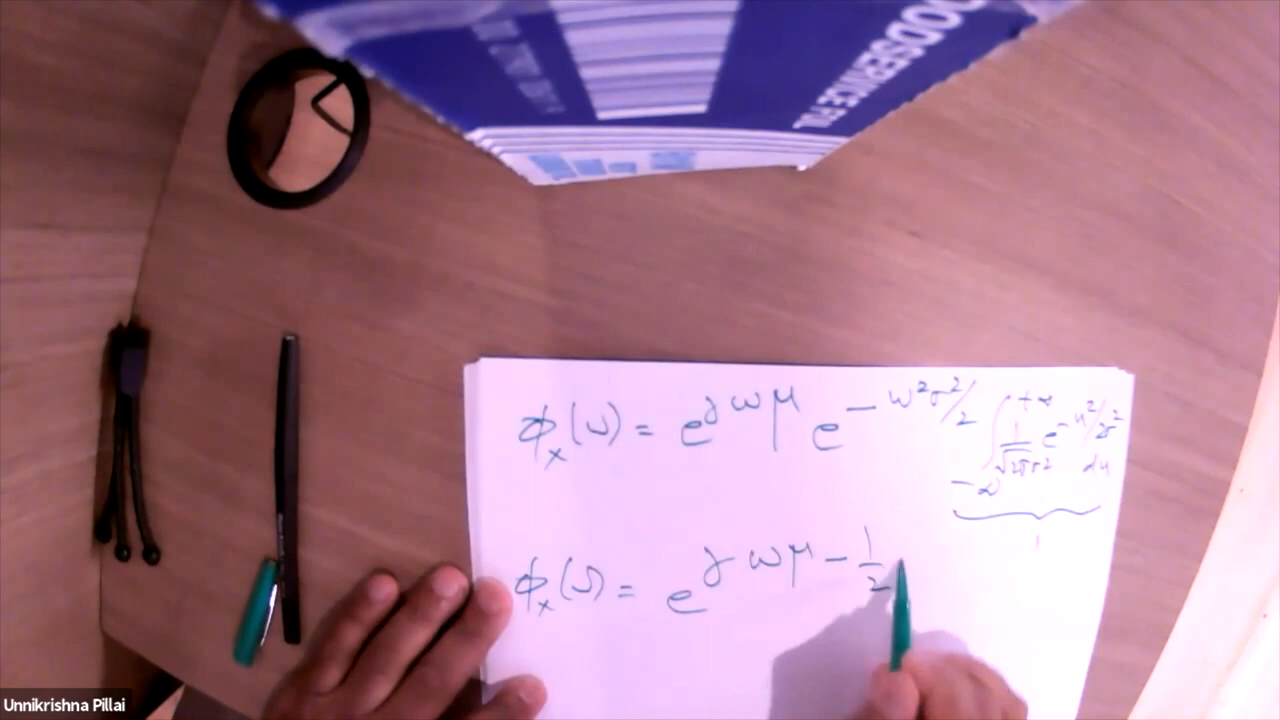 ϕₓ(ω) = e^{jωμ} e^{-ω²σ²/2} ∫_{-∞}^{+∞} 1/√(2πσ²) e^{-u²/2σ²} du
1
ϕₓ(ω) = e^{jωμ - 1/2
Unnikrishna Pillai